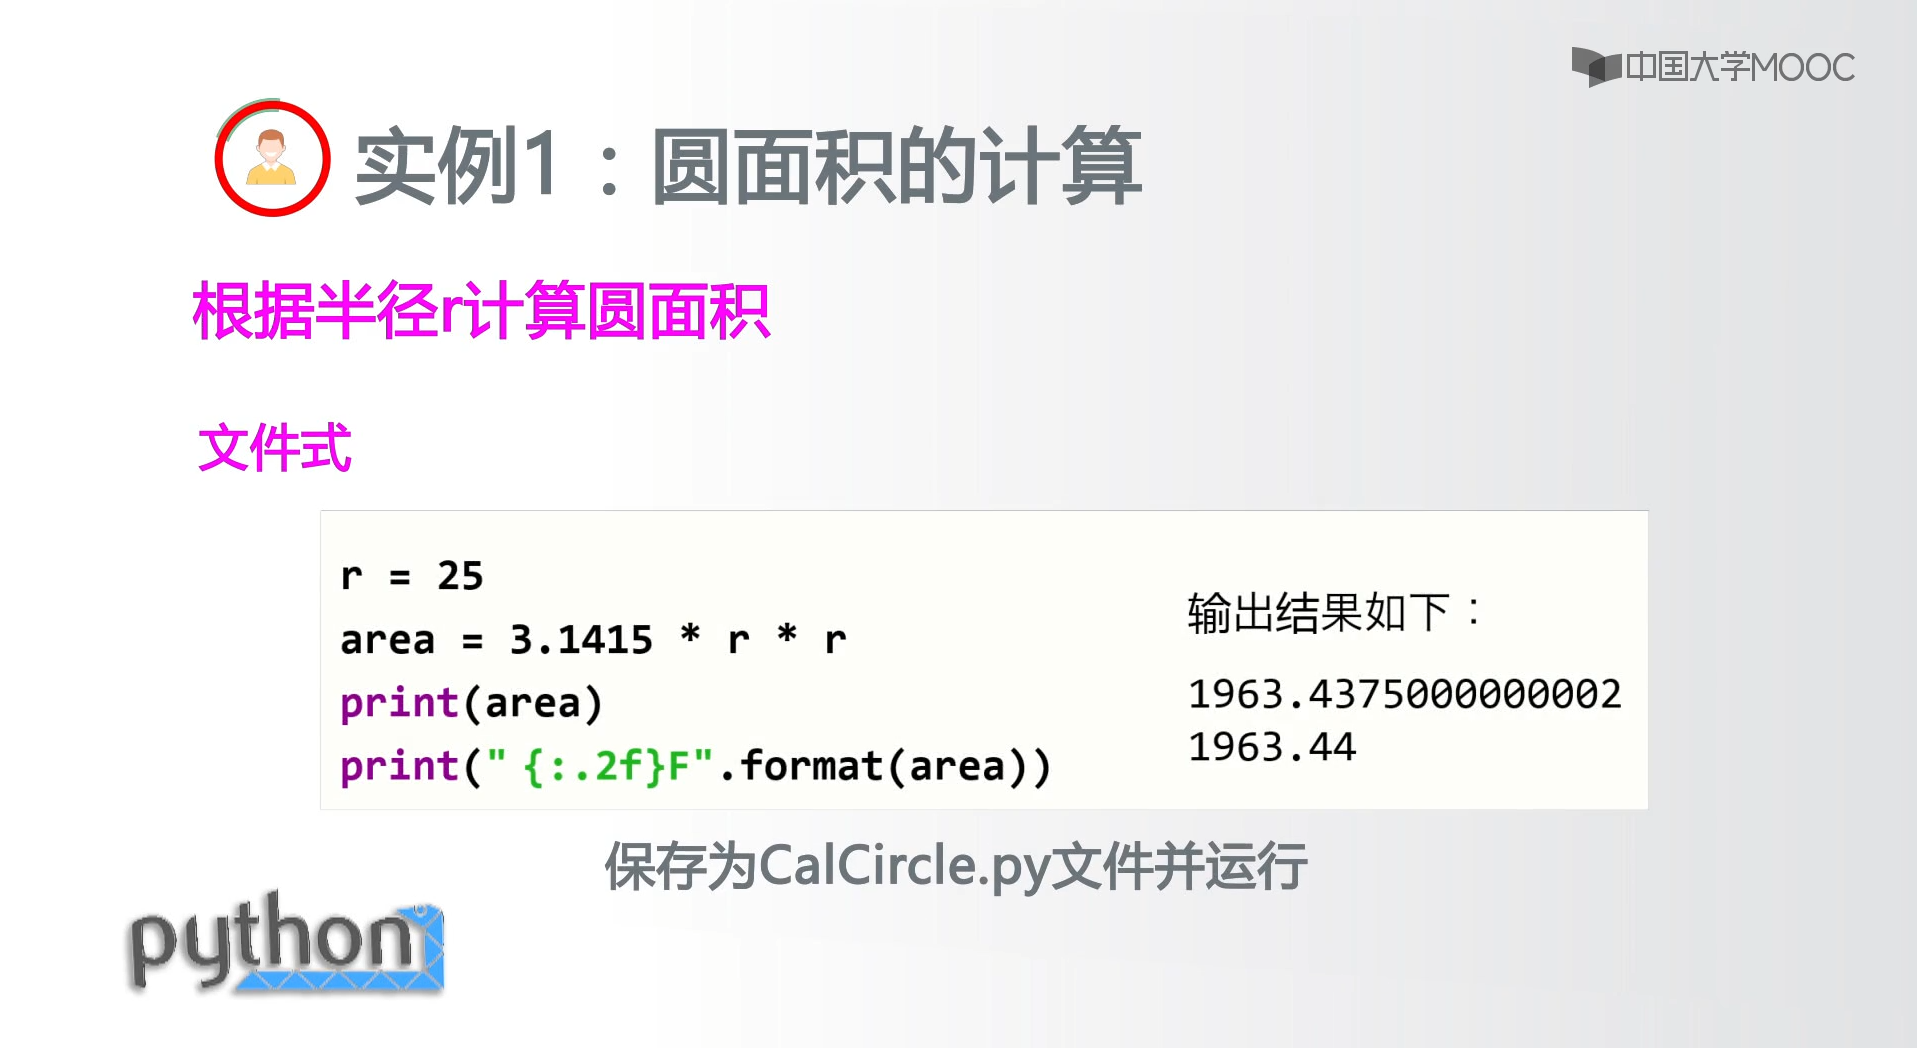 中国大学MOOC
实例1：圆面积的计算
根据半径r计算圆面积
文件式
r = 25
area = 3.1415 * r * r
print(area)
print(" {:.2f}F".format(area))
输出结果如下：
1963.4375000000002
1963.44
保存为CalCircle.py文件并运行
python